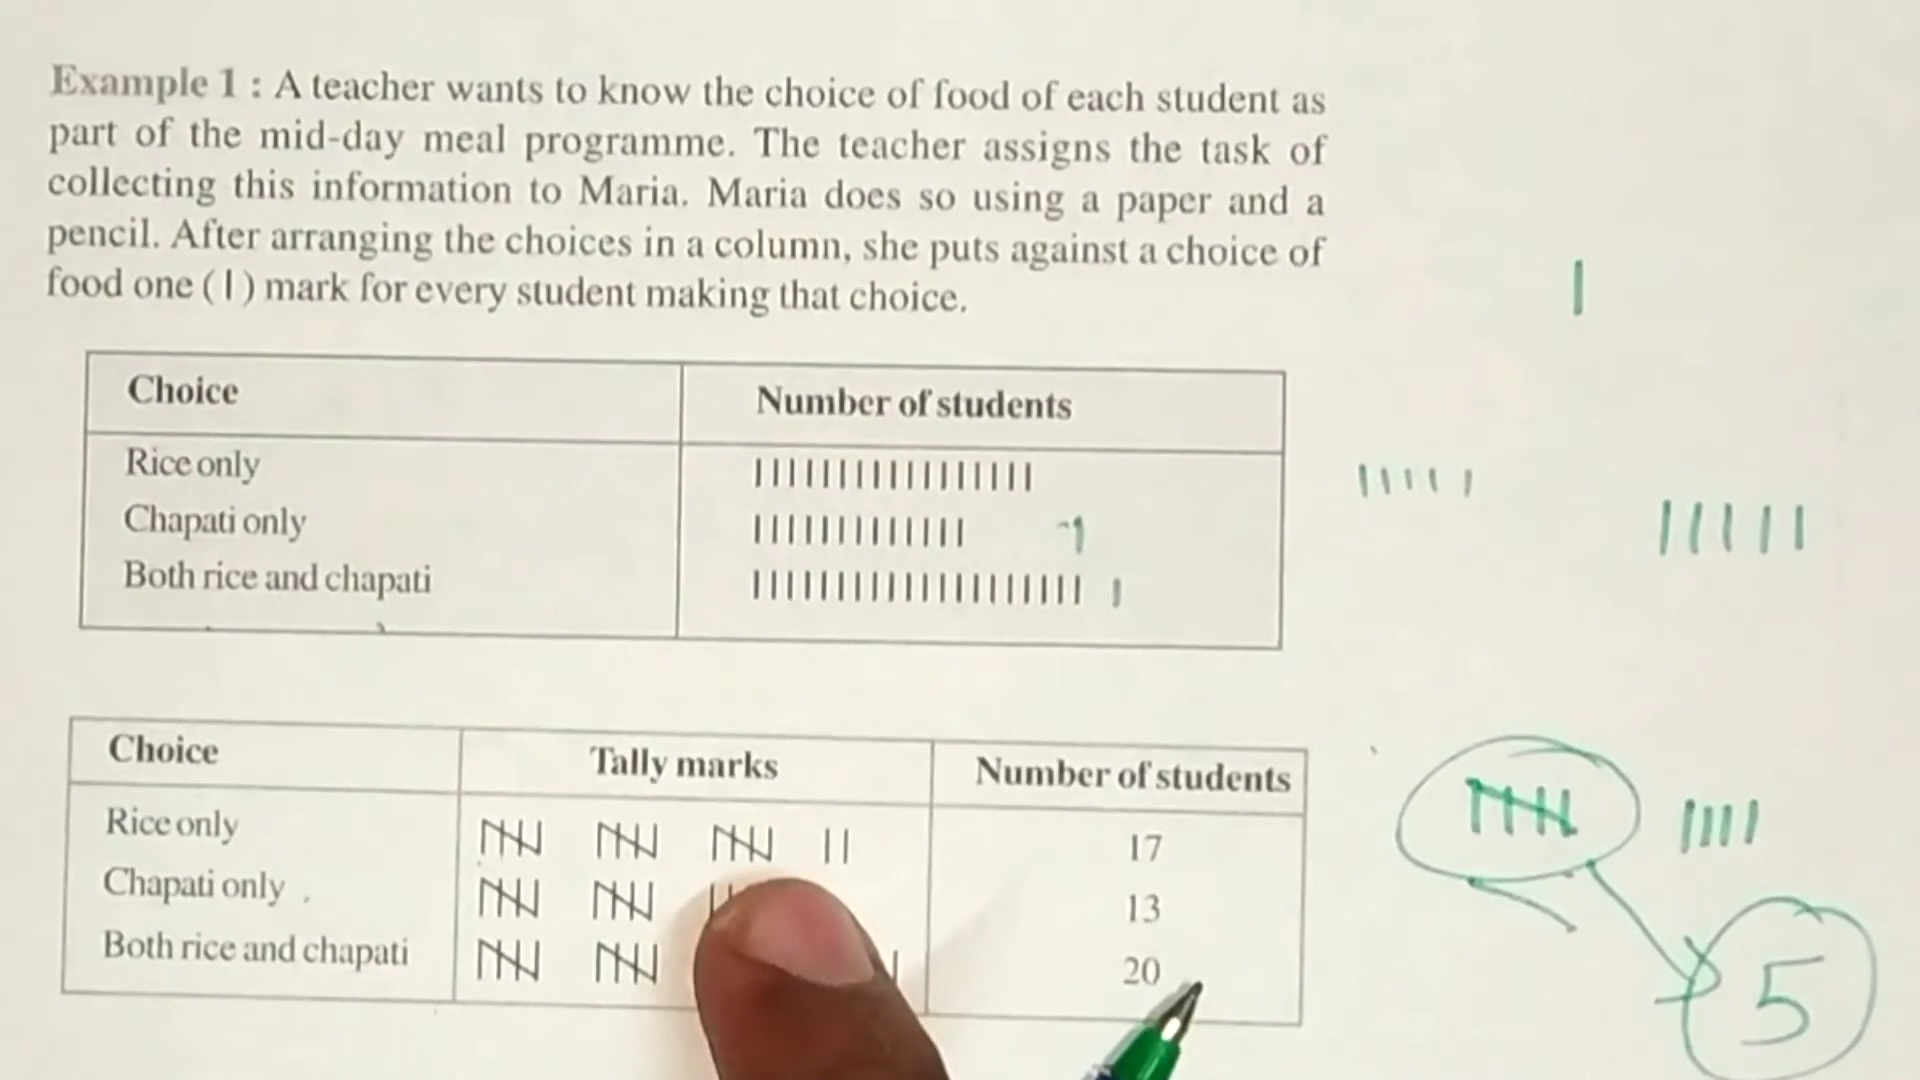 Example 1 : A teacher wants to know the choice of food of each student as
part of the mid-day meal programme. The teacher assigns the task of
collecting this information to Maria. Maria does so using a paper and a
pencil. After arranging the choices in a column, she puts against a choice of
food one ( | ) mark for every student making that choice.
Choice Number of students
Rice only |||||||||||||||||
Chapati only |||||||||||||
Both rice and chapati ||||||||||||||||||||
Choice Tally marks Number of students
Rice only 17
Chapati only 13
Both rice and chapati 20
5